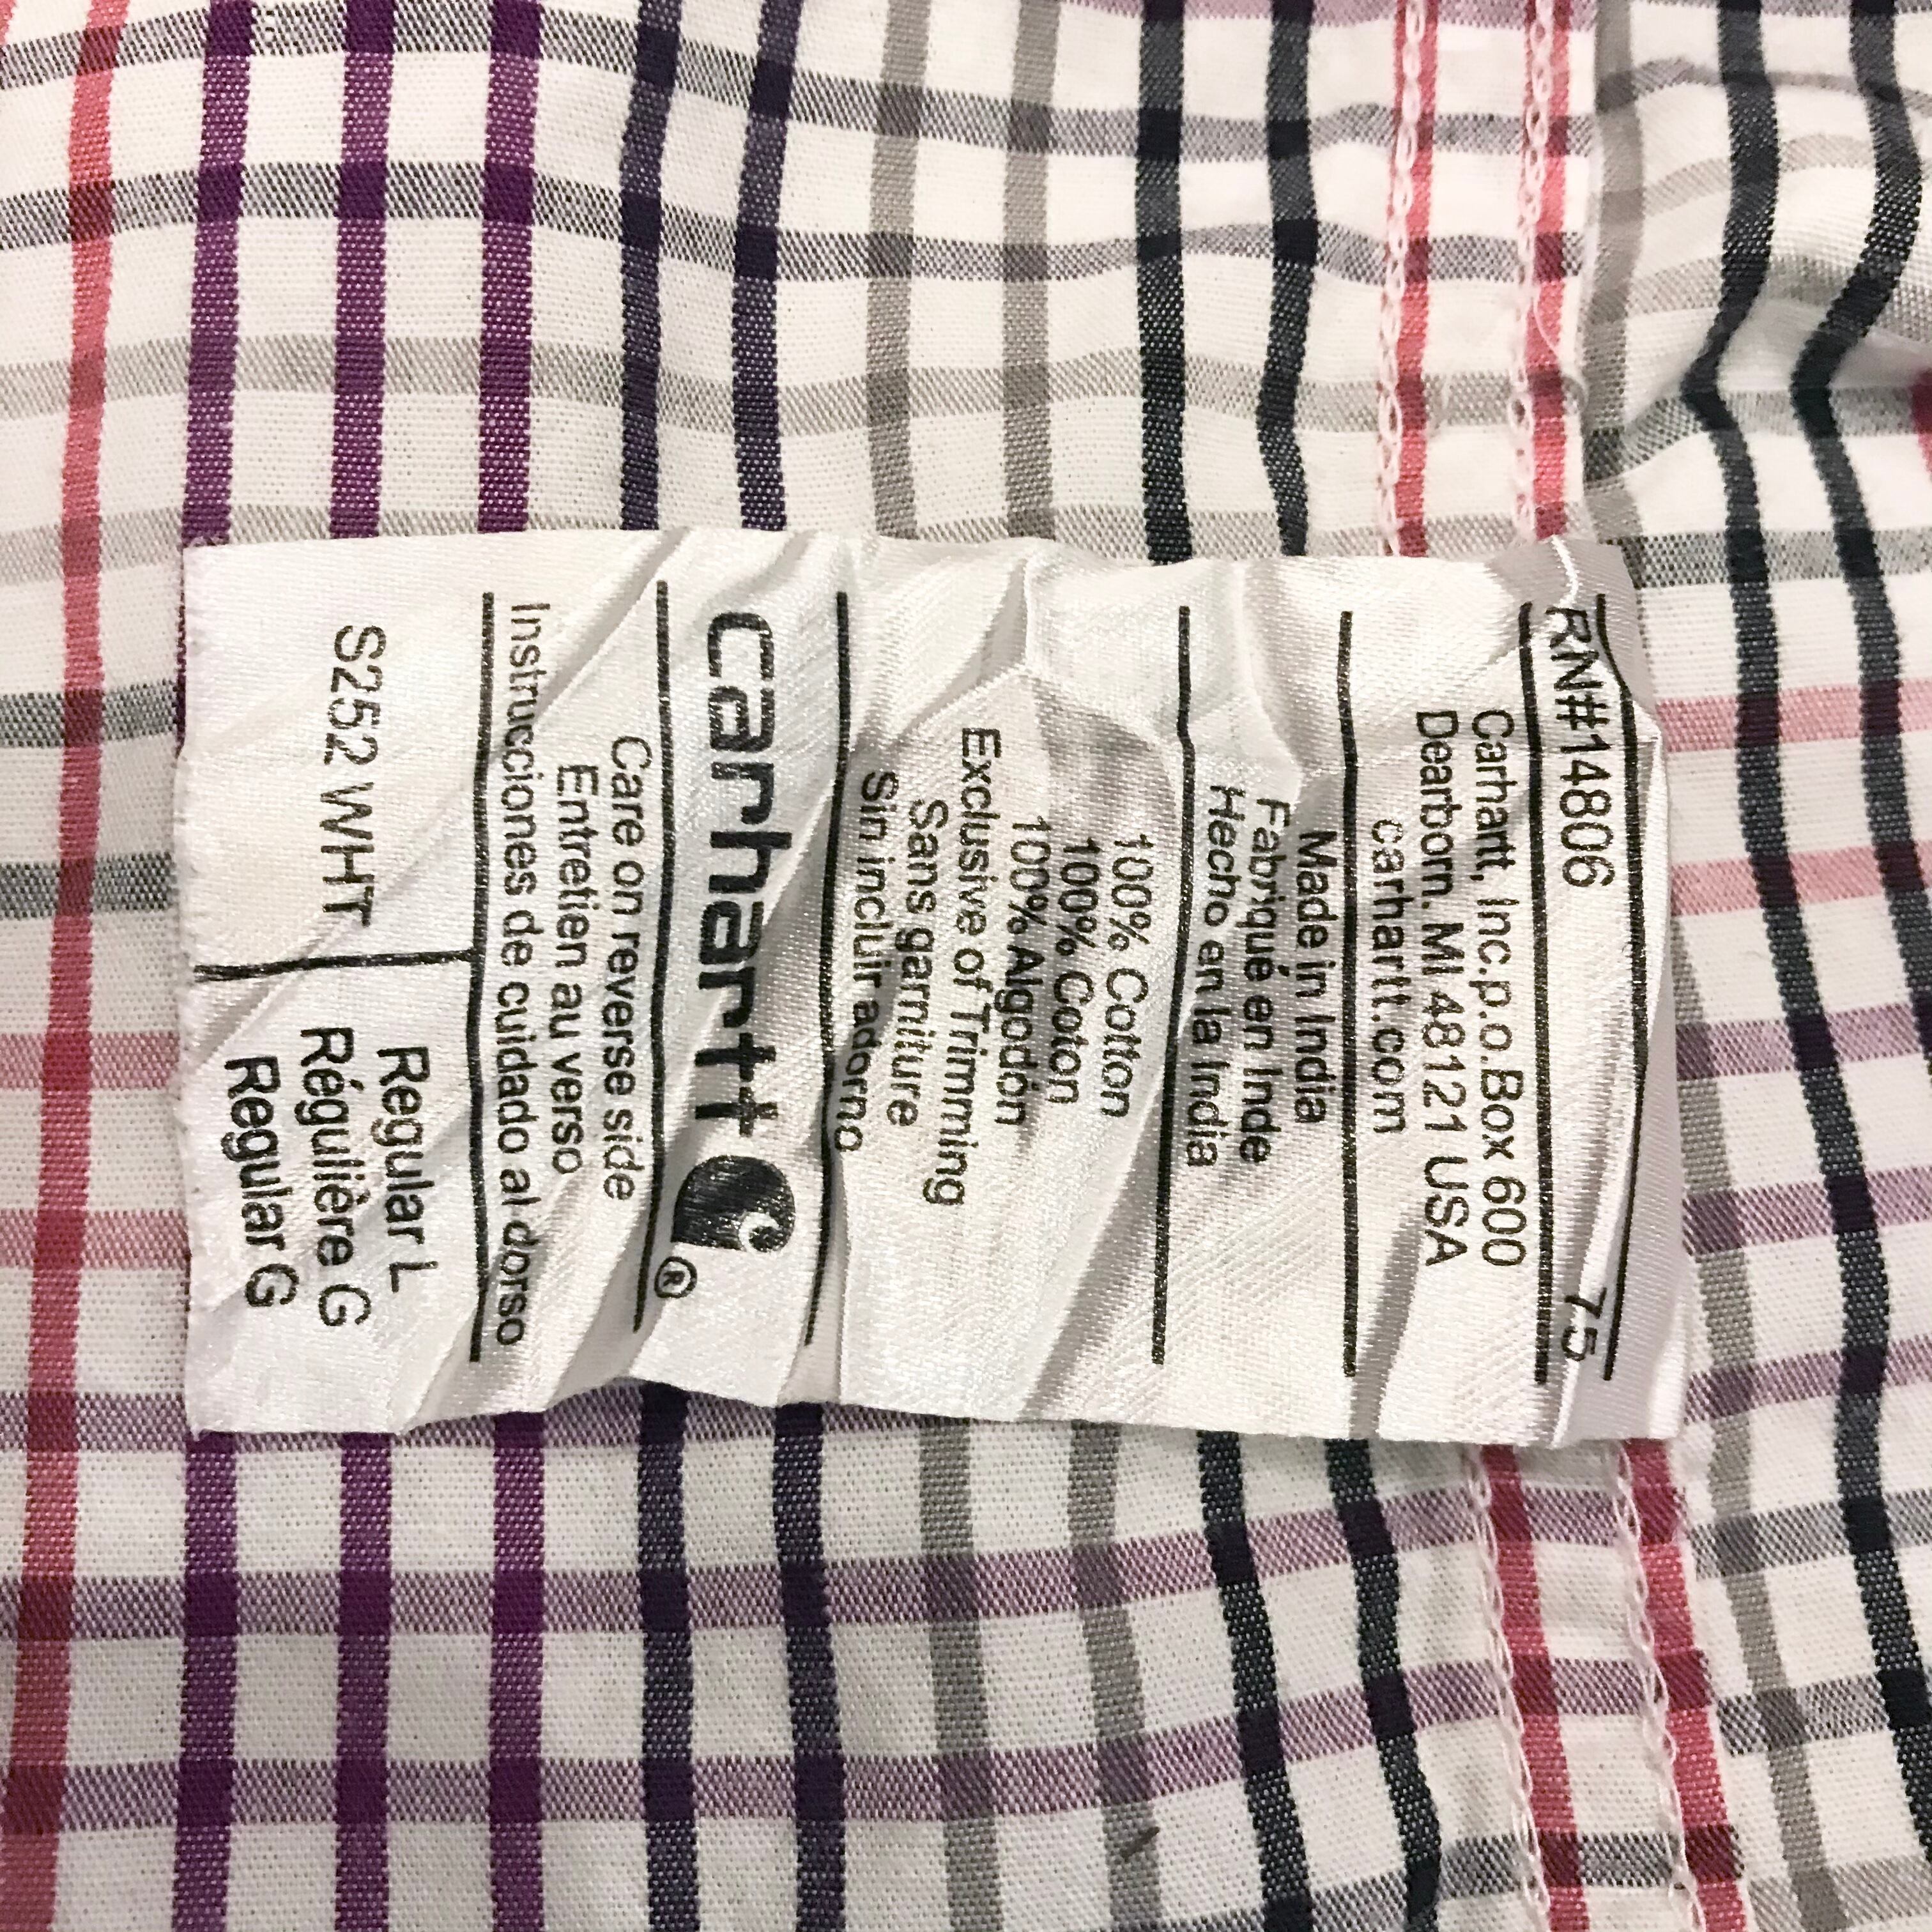 RN#14806 75
Carhartt, Inc.p.o.Box 600
Dearborn. MI 48121 USA
carhartt.com
Made in India
Fabriqué en Inde
Hecho en la India
100% Cotton
100% Coton
100% Algodón
Exclusive of Trimming
Sans garniture
Sin incluir adorno
carhartt ®
Care on reverse side
Entretien au verso
Instrucciones de cuidado al dorso
S252 WHT
Regular L
Régulière G
Regular G